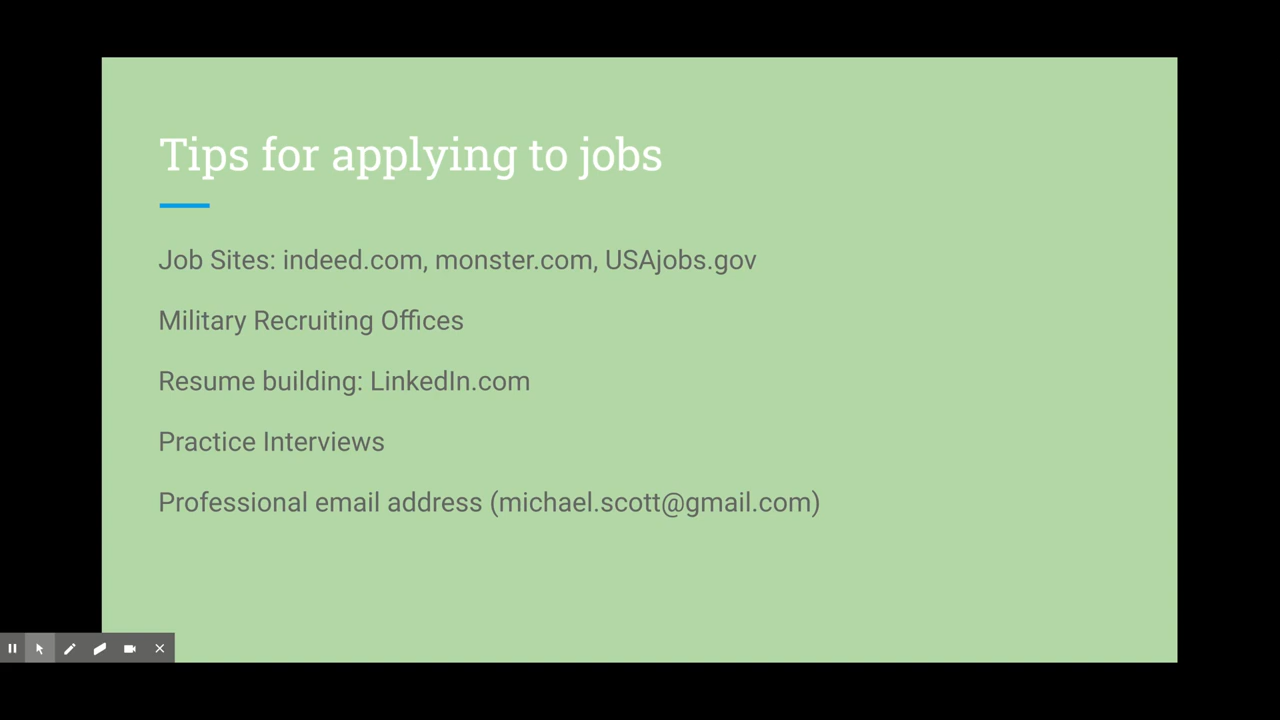 Tips for applying to jobs
Job Sites: indeed.com, monster.com, USAjobs.gov
Military Recruiting Offices
Resume building: LinkedIn.com
Practice Interviews
Professional email address (michael.scott@gmail.com)